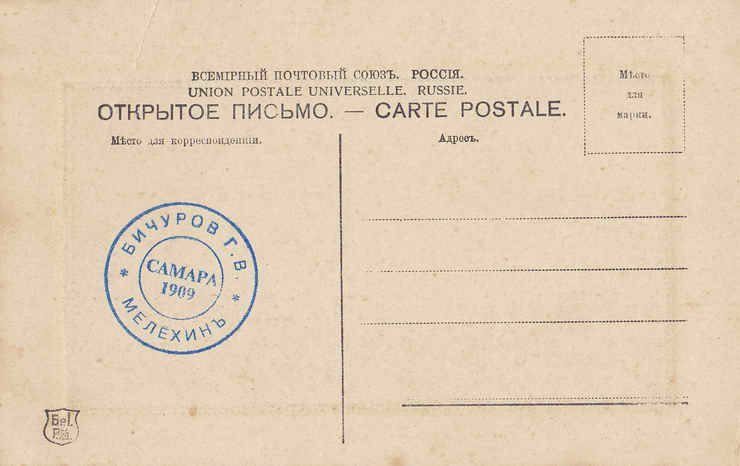 ВСЕМІРНЫЙ ПОЧТОВЫЙ СОЮЗЪ. РОССІЯ.
UNION POSTALE UNIVERSELLE. RUSSIE.
ОТКРЫТОЕ ПИСЬМО. — CARTE POSTALE.
Мѣсто для корреспонденціи.
Адресъ.
Мѣсто
для
марки.
* БИЧУРОВ Г. В. *
САМАРА
1909
МЕЛЕХИНЪ
Bel.